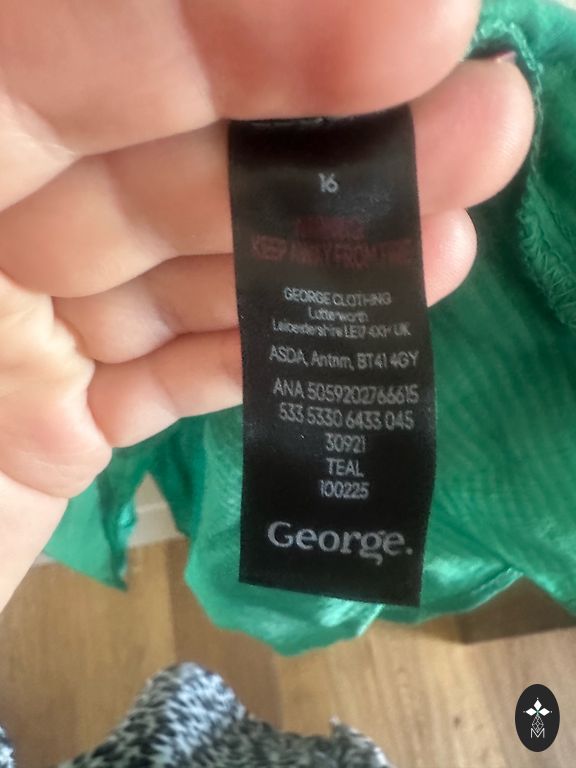 16
WARNING
KEEP AWAY FROM FIRE
GEORGE CLOTHING
Lutterworth
Leicestershire LE17 4XY UK
ASDA, Antrim, BT41 4GY
ANA 5059202766615
533 5330 6433 045
30921
TEAL
100225
George.
M